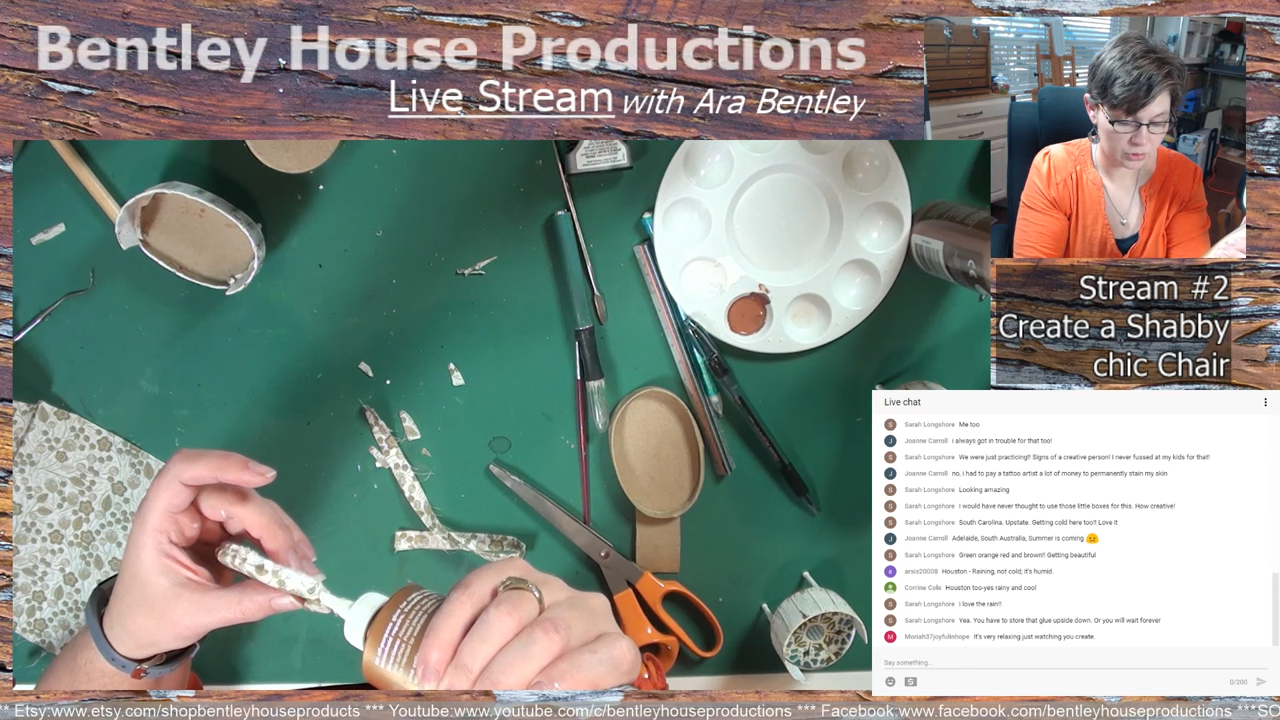 Bentley House Productions
Live Stream with Ara Bentley
Stream #2
Create a Shabby
chic Chair
Live chat
S Sarah Longshore Me too
J Joanne Carroll i always got in trouble for that too!
S Sarah Longshore We were just practicing!! Signs of a creative person! I never fussed at my kids for that!
J Joanne Carroll no, i had to pay a tattoo artist a lot of money to permanently stain my skin
S Sarah Longshore Looking amazing
S Sarah Longshore I would have never thought to use those little boxes for this. How creative!
S Sarah Longshore South Carolina. Upstate. Getting cold here too!! Love it
J Joanne Carroll Adelaide, South Australia, Summer is coming
S Sarah Longshore Green orange red and brown!! Getting beautiful
a arsis20008 Houston - Raining, not cold; it's humid.
Corrine Cole Houston too-yes rainy and cool
S Sarah Longshore I love the rain!!
S Sarah Longshore Yea. You have to store that glue upside down. Or you will wait forever
M Moriah37joyfulinhope It's very relaxing just watching you create.
Say something...
0/200
** Etsy:www.etsy.com/shopbentleyhouseproducts *** Youtube:www.youtube.com/c/bentleyhouseproductions *** Facebook:www.facebook.com/bentleyhouseproductions ***SC